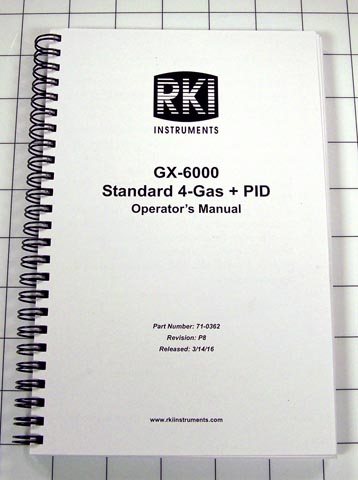 RKI
INSTRUMENTS
GX-6000
Standard 4-Gas + PID
Operator's Manual
Part Number: 71-0362
Revision: P8
Released: 3/14/16
www.rkiinstruments.com